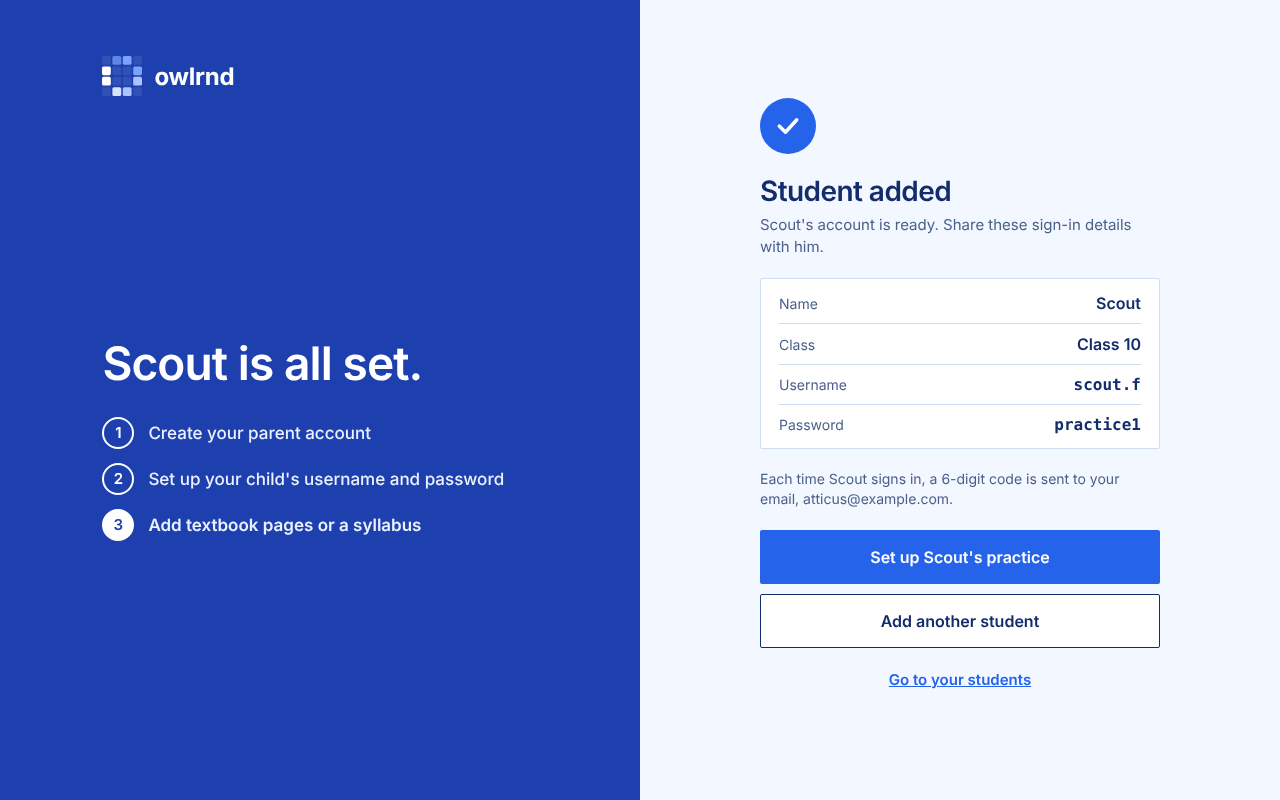 owlrnd
Scout is all set.
1 Create your parent account
2 Set up your child's username and password
3 Add textbook pages or a syllabus
Student added
Scout's account is ready. Share these sign-in details
with him.
Name Scout
Class Class 10
Username scout.f
Password practice1
Each time Scout signs in, a 6-digit code is sent to your
email, atticus@example.com.
Set up Scout's practice
Add another student
Go to your students